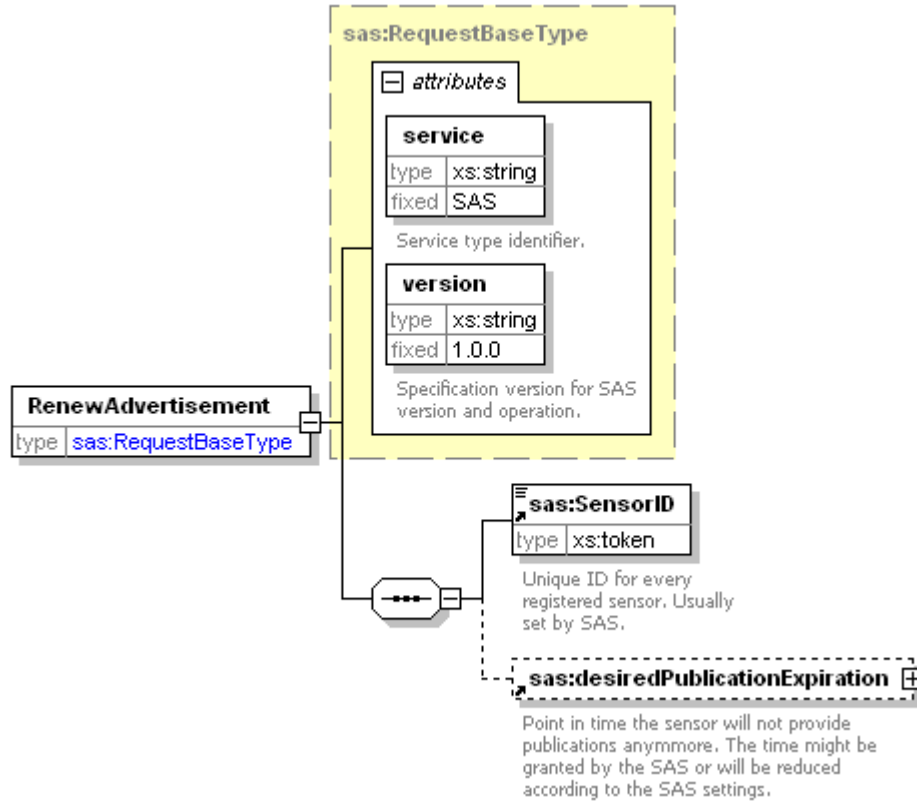 sas:RequestBaseType
attributes
service
type xs:string
fixed SAS
Service type identifier.
version
type xs:string
fixed 1.0.0
Specification version for SAS
version and operation.
RenewAdvertisement
type sas:RequestBaseType
sas:SensorID
type xs:token
Unique ID for every
registered sensor. Usually
set by SAS.
sas:desiredPublicationExpiration
Point in time the sensor will not provide
publications anymmore. The time might be
granted by the SAS or will be reduced
according to the SAS settings.